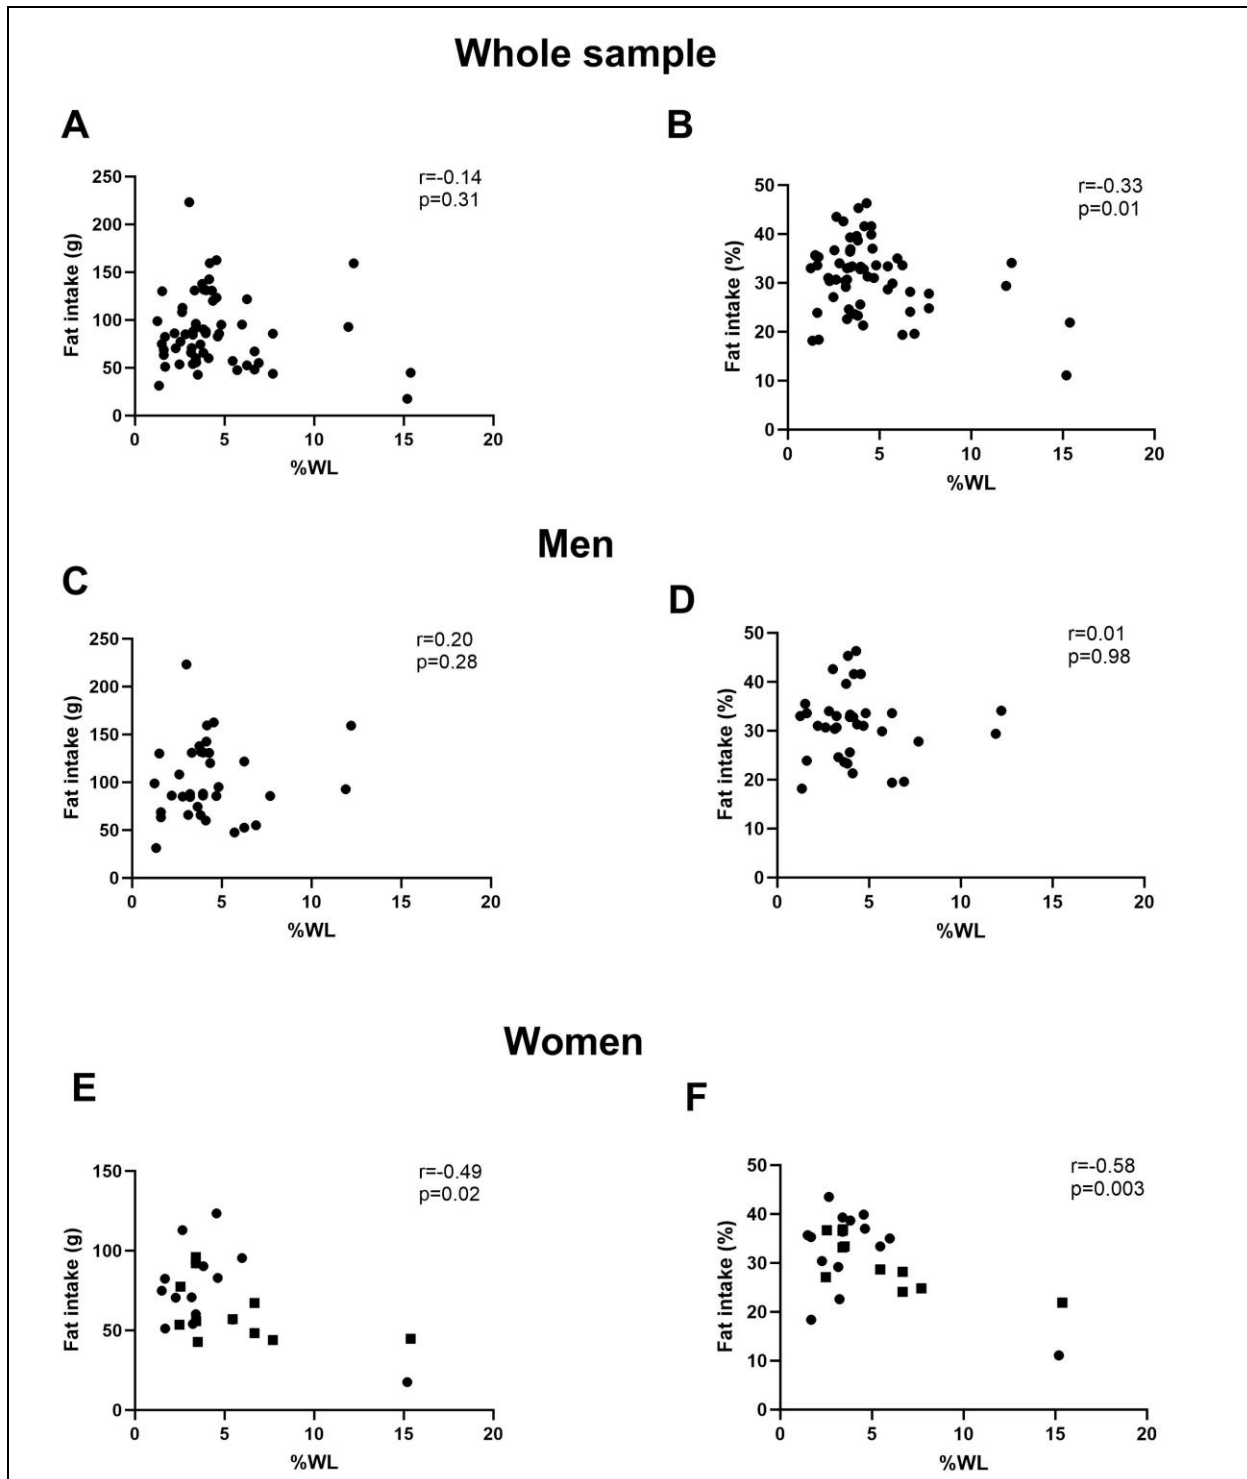 Whole sample
A
B
r=-0.14
p=0.31
Fat intake (g)
250
200
150
100
50
0
0 5 10 15 20
%WL
r=-0.33
p=0.01
Fat intake (%)
50
40
30
20
10
0
0 5 10 15 20
%WL
Men
C
D
r=0.20
p=0.28
Fat intake (g)
250
200
150
100
50
0
0 5 10 15 20
%WL
r=0.01
p=0.98
Fat intake (%)
50
40
30
20
10
0
0 5 10 15 20
%WL
Women
E
F
r=-0.49
p=0.02
Fat intake (g)
150
100
50
0
0 5 10 15 20
%WL
r=-0.58
p=0.003
Fat intake (%)
50
40
30
20
10
0
0 5 10 15 20
%WL